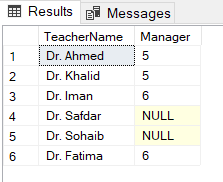 Results Messages
TeacherName Manager
1 Dr. Ahmed 5
2 Dr. Khalid 5
3 Dr. Iman 6
4 Dr. Safdar NULL
5 Dr. Sohaib NULL
6 Dr. Fatima 6